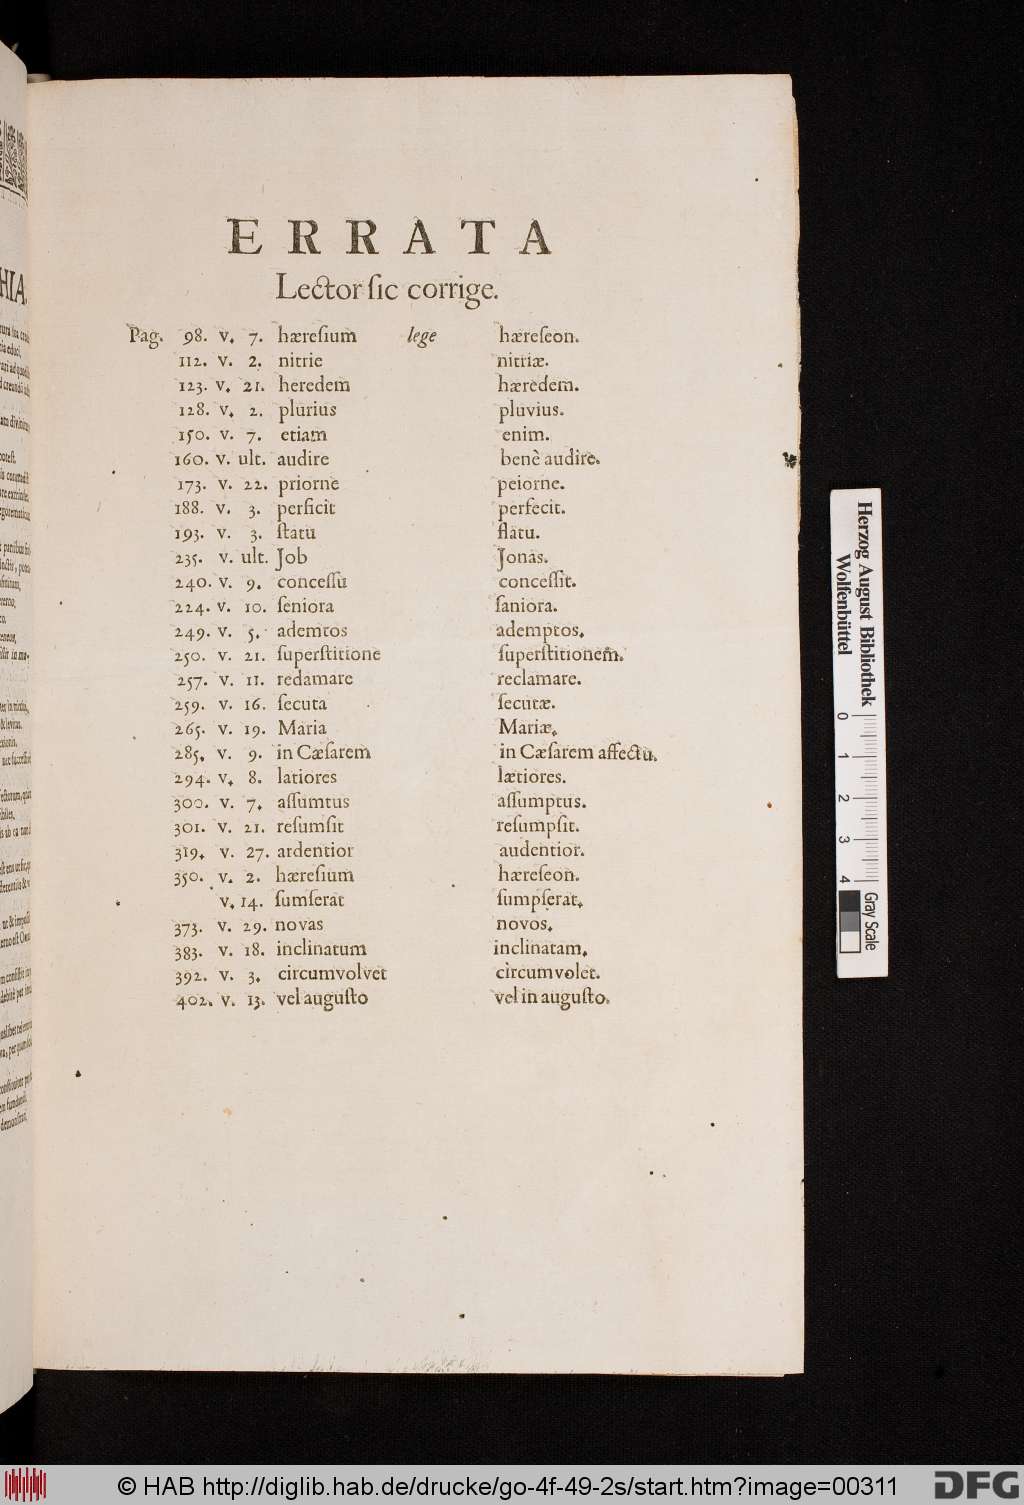 ERRATA
Lector ſic corrige.
Pag. 98. v. 7. hæreſium lege hæreſeon.
112. v. 2. nitrie nitriæ.
123. v. 21. heredem hærèdem.
128. v. 2. plurius pluvius.
150. v. 7. etiam enim.
160. v. ult. audire benè audire.
173. v. 22. priorne peiorne.
188. v. 3. perficit perfecit.
193. v. 3. ſtatu flatu.
235. v. ult. Job Jonas.
240. v. 9. conceſſu conceſſit.
224. v. 10. ſeniora ſaniora.
249. v. 5. ademtos ademptos.
250. v. 21. ſuperſtitione ſuperſtitionem.
257. v. 11. redamare reclamare.
259. v. 16. ſecuta ſecutæ.
265. v. 19. Maria Mariæ.
285. v. 9. in Cæſarem in Cæſarem affectu.
294. v. 8. latiores lætiores.
300. v. 7. aſſumtus aſſumptus.
301. v. 21. reſumſit reſumpſit.
319. v. 27. ardentior audentior.
350. v. 2. hæreſium hæreſeon.
v. 14. ſumſerat ſumpſerat.
373. v. 29. novas novos.
383. v. 18. inclinatum inclinatam.
392. v. 3. circumvolvet circumvolet.
402. v. 13. vel auguſto vel in auguſto.
HIA.
Herzog August Bibliothek
Wolfenbüttel
0 1 2 3 4
Gray Scale
© HAB http://diglib.hab.de/drucke/go-4f-49-2s/start.htm?image=00311
DFG